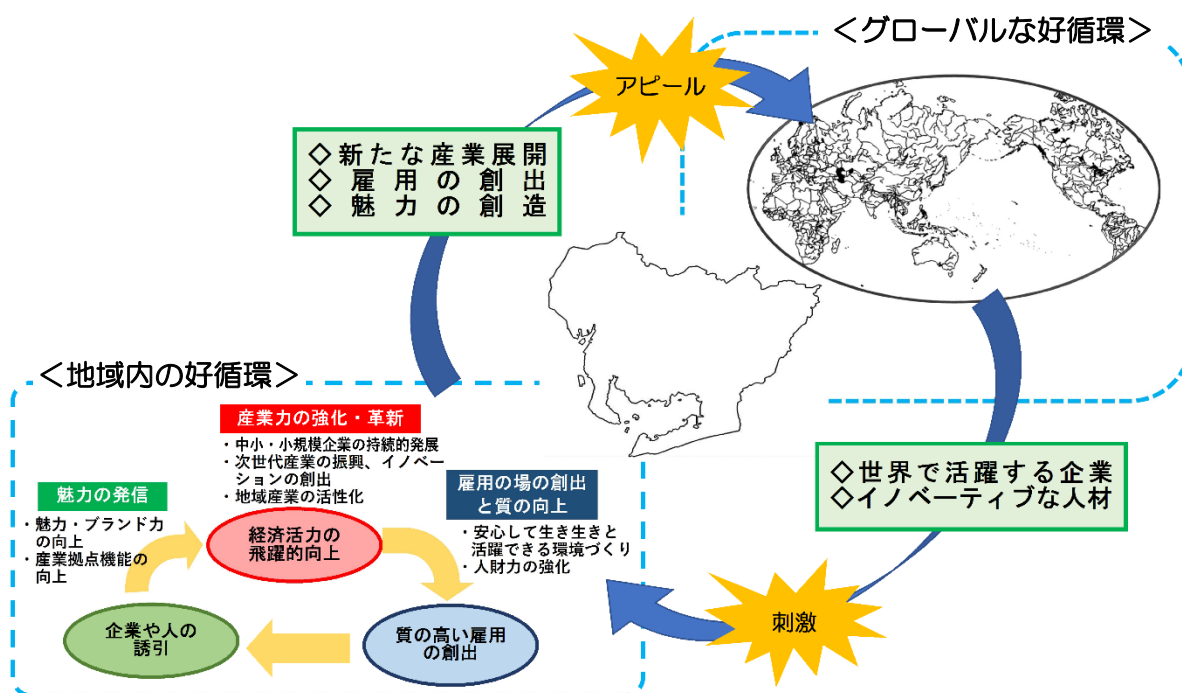 ＜グローバルな好循環＞
アピール
◇新たな産業展開
◇雇用の創出
◇魅力の創造
＜地域内の好循環＞
産業力の強化・革新
・中小・小規模企業の持続的発展
・次世代産業の振興、イノベー
ションの創出
・地域産業の活性化
魅力の発信
・魅力・ブランド力
の向上
・産業拠点機能の
向上
雇用の場の創出
と質の向上
・安心して生き生きと
活躍できる環境づくり
・人財力の強化
経済活力の
飛躍的向上
企業や人の
誘引
質の高い雇用
の創出
◇世界で活躍する企業
◇イノベーティブな人材
刺激